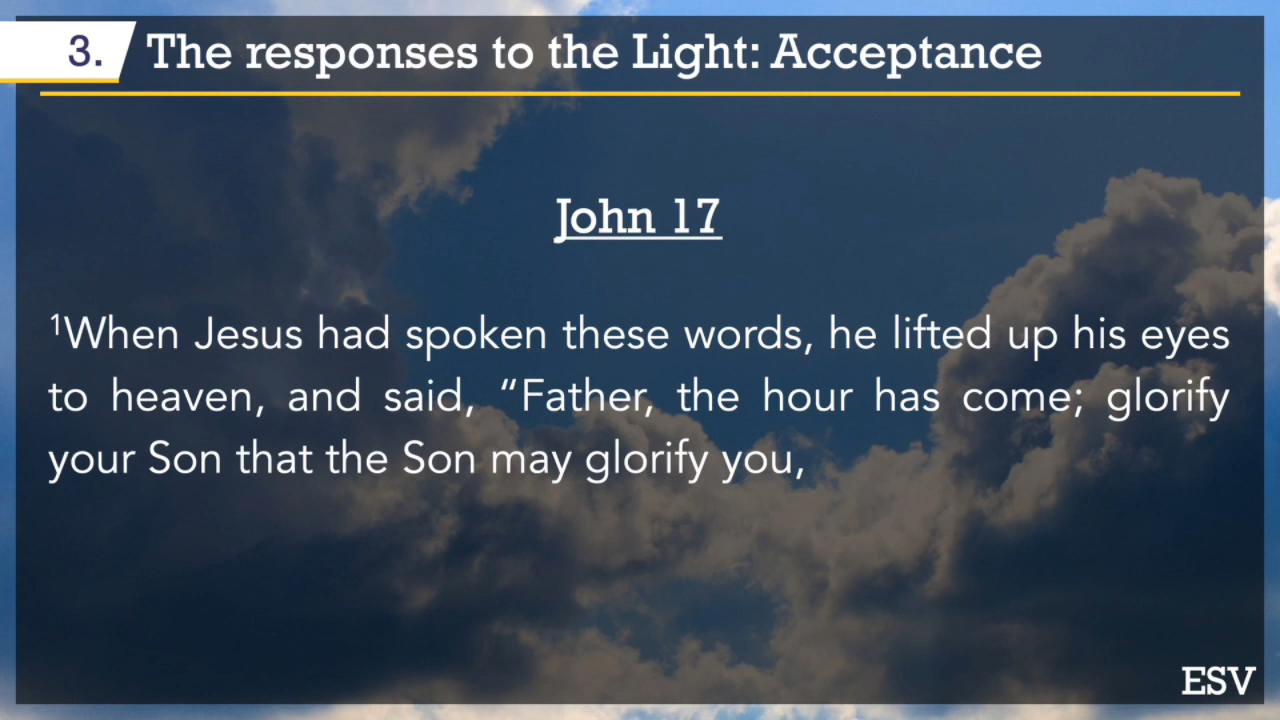 3. The responses to the Light: Acceptance
John 17
¹When Jesus had spoken these words, he lifted up his eyes
to heaven, and said, “Father, the hour has come; glorify
your Son that the Son may glorify you,
ESV